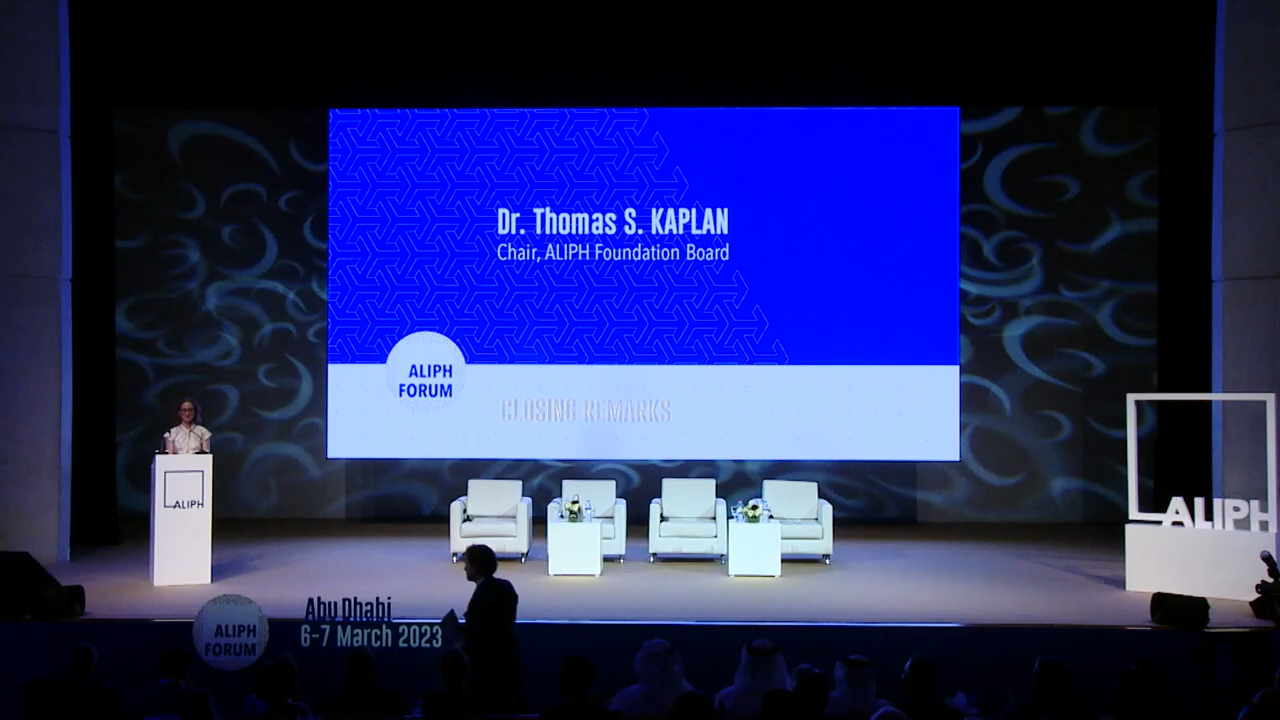 Dr. Thomas S. KAPLAN
Chair, ALIPH Foundation Board
ALIPH
FORUM
CLOSING REMARKS
ALIPH
ALIPH
ALIPH
FORUM
Abu Dhabi
6-7 March 2023